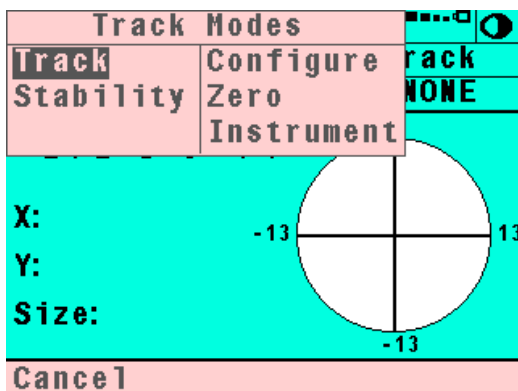 Track Modes
Track Configure rack
Stability Zero NONE
Instrument
X:
-13 13
Y:
Size:
-13
Cancel